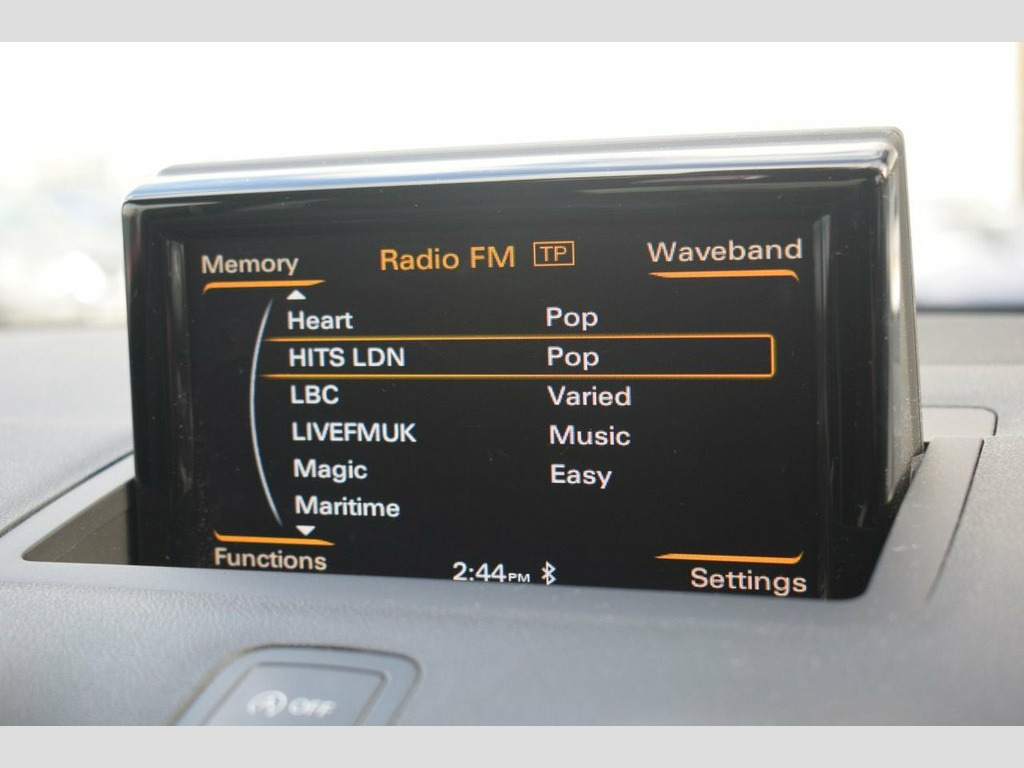 Memory Radio FM TP Waveband
Heart Pop
HITS LDN Pop
LBC Varied
LIVEFMUK Music
Magic Easy
Maritime
Functions 2:44PM Settings
OFF